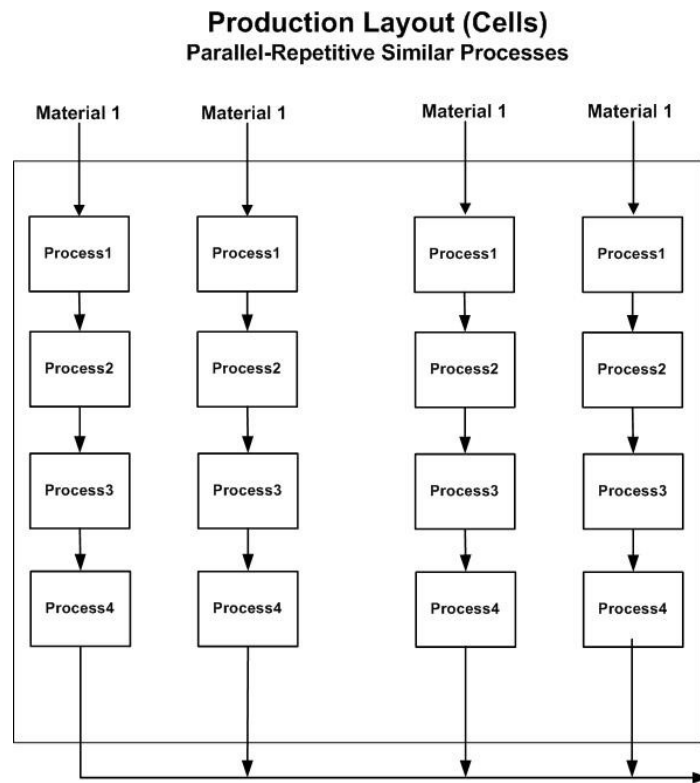 Production Layout (Cells)
Parallel-Repetitive Similar Processes
Material 1 Material 1 Material 1 Material 1
Process1 Process1 Process1 Process1
Process2 Process2 Process2 Process2
Process3 Process3 Process3 Process3
Process4 Process4 Process4 Process4